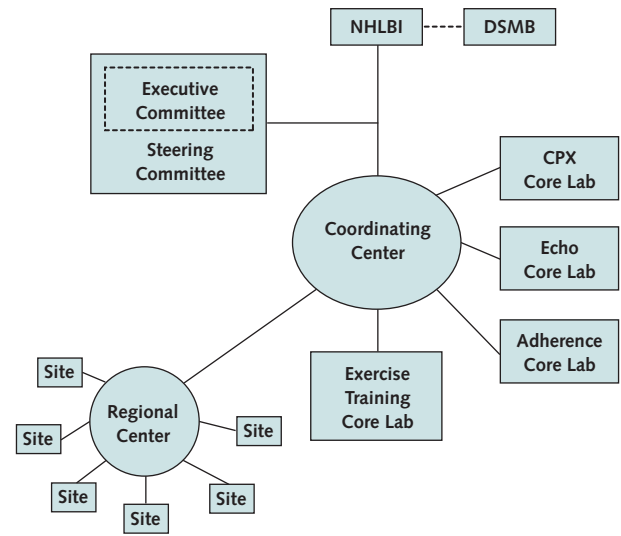 NHLBI
DSMB
Executive
Committee
Steering
Committee
CPX
Core Lab
Coordinating
Center
Echo
Core Lab
Adherence
Core Lab
Exercise
Training
Core Lab
Site
Regional
Center
Site
Site
Site
Site
Site